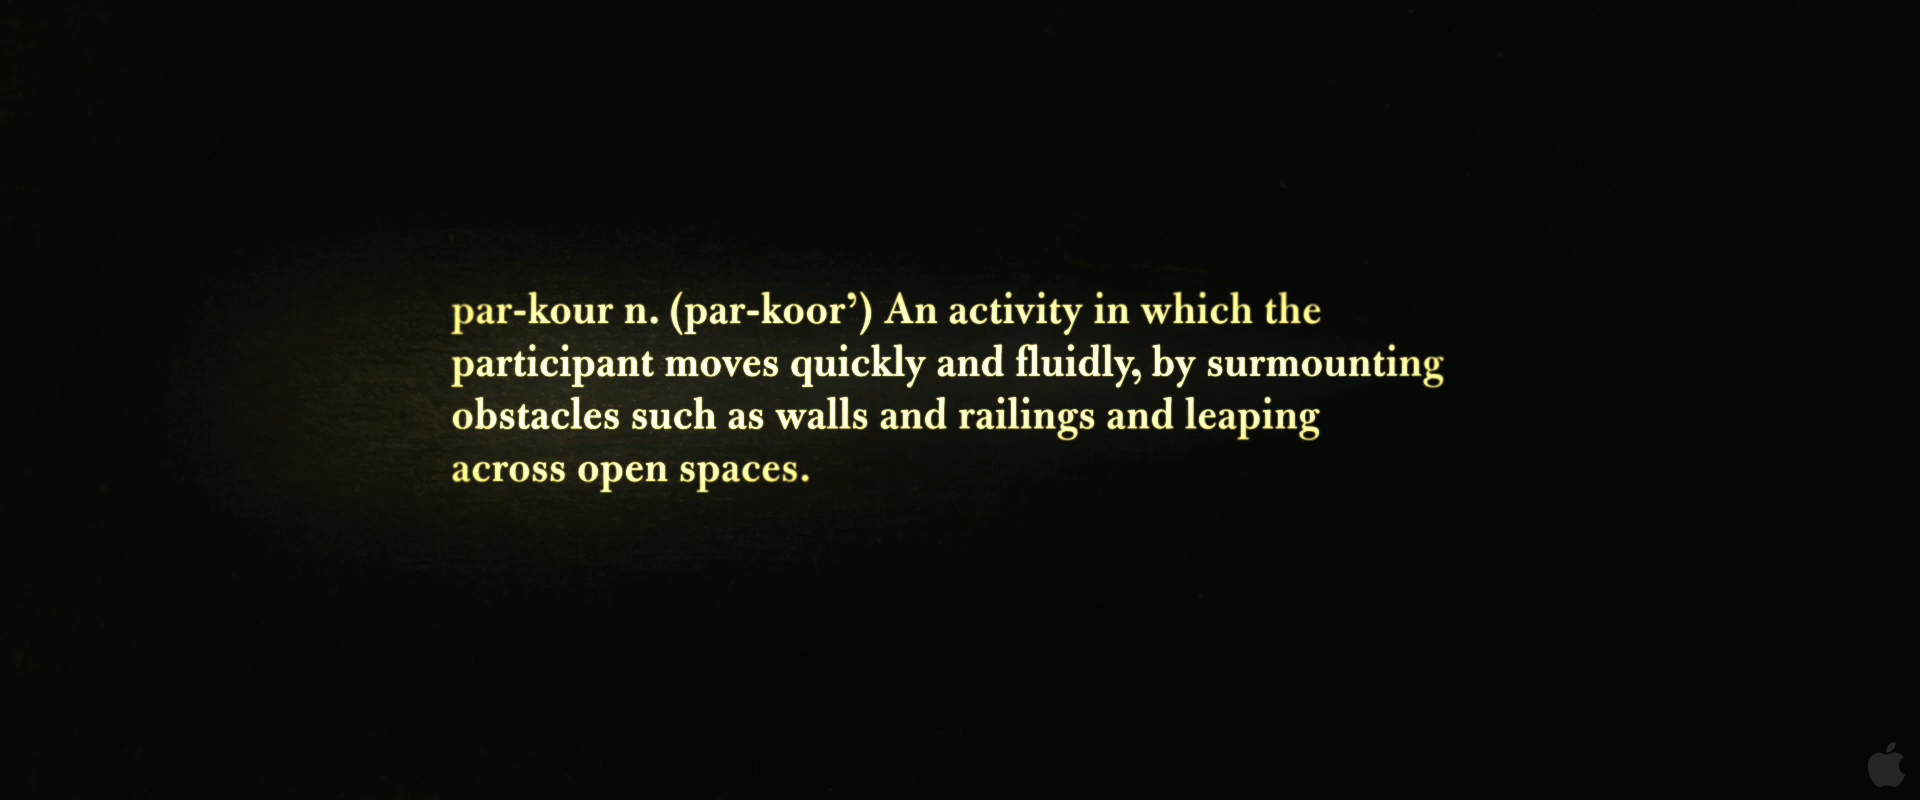 par-kour n. (par-koor’) An activity in which the
participant moves quickly and fluidly, by surmounting
obstacles such as walls and railings and leaping
across open spaces.